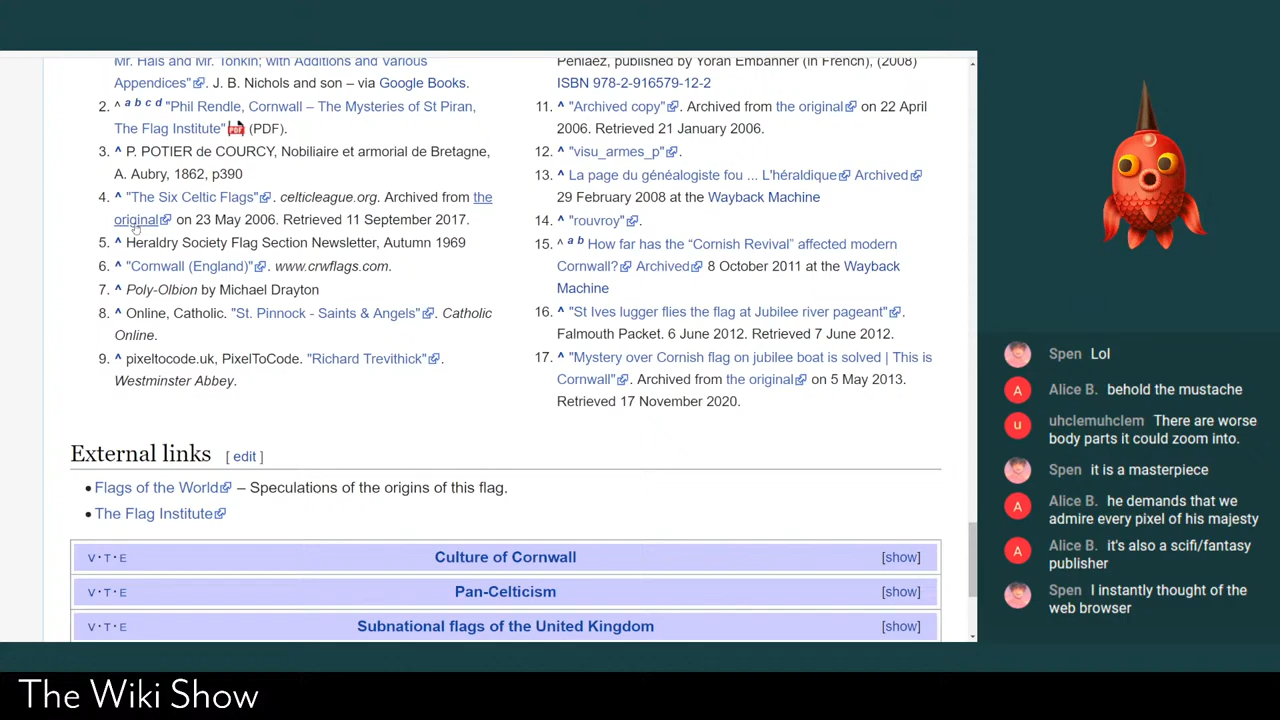 Mr. Hals and Mr. Tonkin; with Additions and Various
Appendices". J. B. Nichols and son – via Google Books.
2. ^ a b c d "Phil Rendle, Cornwall – The Mysteries of St Piran,
The Flag Institute" (PDF).
3. ^ P. POTIER de COURCY, Nobiliaire et armorial de Bretagne,
A. Aubry, 1862, p390
4. ^ "The Six Celtic Flags". celticleague.org. Archived from the
original on 23 May 2006. Retrieved 11 September 2017.
5. ^ Heraldry Society Flag Section Newsletter, Autumn 1969
6. ^ "Cornwall (England)". www.crwflags.com.
7. ^ Poly-Olbion by Michael Drayton
8. ^ Online, Catholic. "St. Pinnock - Saints & Angels". Catholic
Online.
9. ^ pixeltocode.uk, PixelToCode. "Richard Trevithick".
Westminster Abbey.
Penlaez, published by Yoran Embanner (in French), (2008)
ISBN 978-2-916579-12-2
11. ^ "Archived copy". Archived from the original on 22 April
2006. Retrieved 21 January 2006.
12. ^ "visu_armes_p".
13. ^ La page du généalogiste fou ... L'héraldique Archived
29 February 2008 at the Wayback Machine
14. ^ "rouvroy".
15. ^ a b How far has the “Cornish Revival” affected modern
Cornwall? Archived 8 October 2011 at the Wayback
Machine
16. ^ "St Ives lugger flies the flag at Jubilee river pageant".
Falmouth Packet. 6 June 2012. Retrieved 7 June 2012.
17. ^ "Mystery over Cornish flag on jubilee boat is solved | This is
Cornwall". Archived from the original on 5 May 2013.
Retrieved 17 November 2020.
External links [ edit ]
• Flags of the World – Speculations of the origins of this flag.
• The Flag Institute
V · T · E Culture of Cornwall [show]
V · T · E Pan-Celticism [show]
V · T · E Subnational flags of the United Kingdom [show]
Spen Lol
A Alice B. behold the mustache
u uhclemuhclem There are worse
body parts it could zoom into.
Spen it is a masterpiece
A Alice B. he demands that we
admire every pixel of his majesty
A Alice B. it's also a scifi/fantasy
publisher
Spen I instantly thought of the
web browser
The Wiki Show